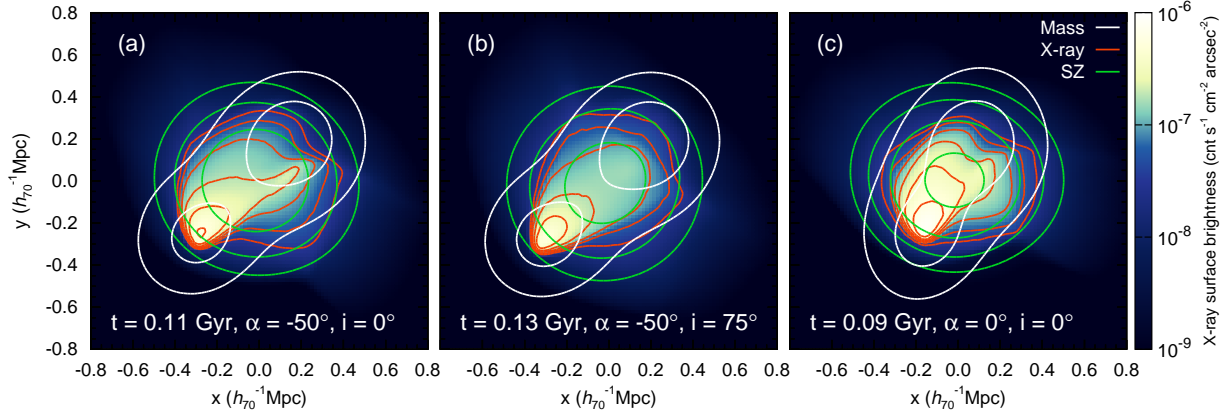 (a)
(b)
(c)
Mass
X-ray
SZ
t = 0.11 Gyr, α = -50°, i = 0°
t = 0.13 Gyr, α = -50°, i = 75°
t = 0.09 Gyr, α = 0°, i = 0°
0.8
0.6
0.4
0.2
0.0
-0.2
-0.4
-0.6
-0.8
y (h₇₀⁻¹Mpc)
-0.8 -0.6 -0.4 -0.2 0.0 0.2 0.4 0.6 0.8
-0.8 -0.6 -0.4 -0.2 0.0 0.2 0.4 0.6 0.8
-0.8 -0.6 -0.4 -0.2 0.0 0.2 0.4 0.6 0.8
x (h₇₀⁻¹Mpc)
x (h₇₀⁻¹Mpc)
x (h₇₀⁻¹Mpc)
10⁻⁶
10⁻⁷
10⁻⁸
10⁻⁹
X-ray surface brightness (cnt s⁻¹ cm⁻² arcsec⁻²)